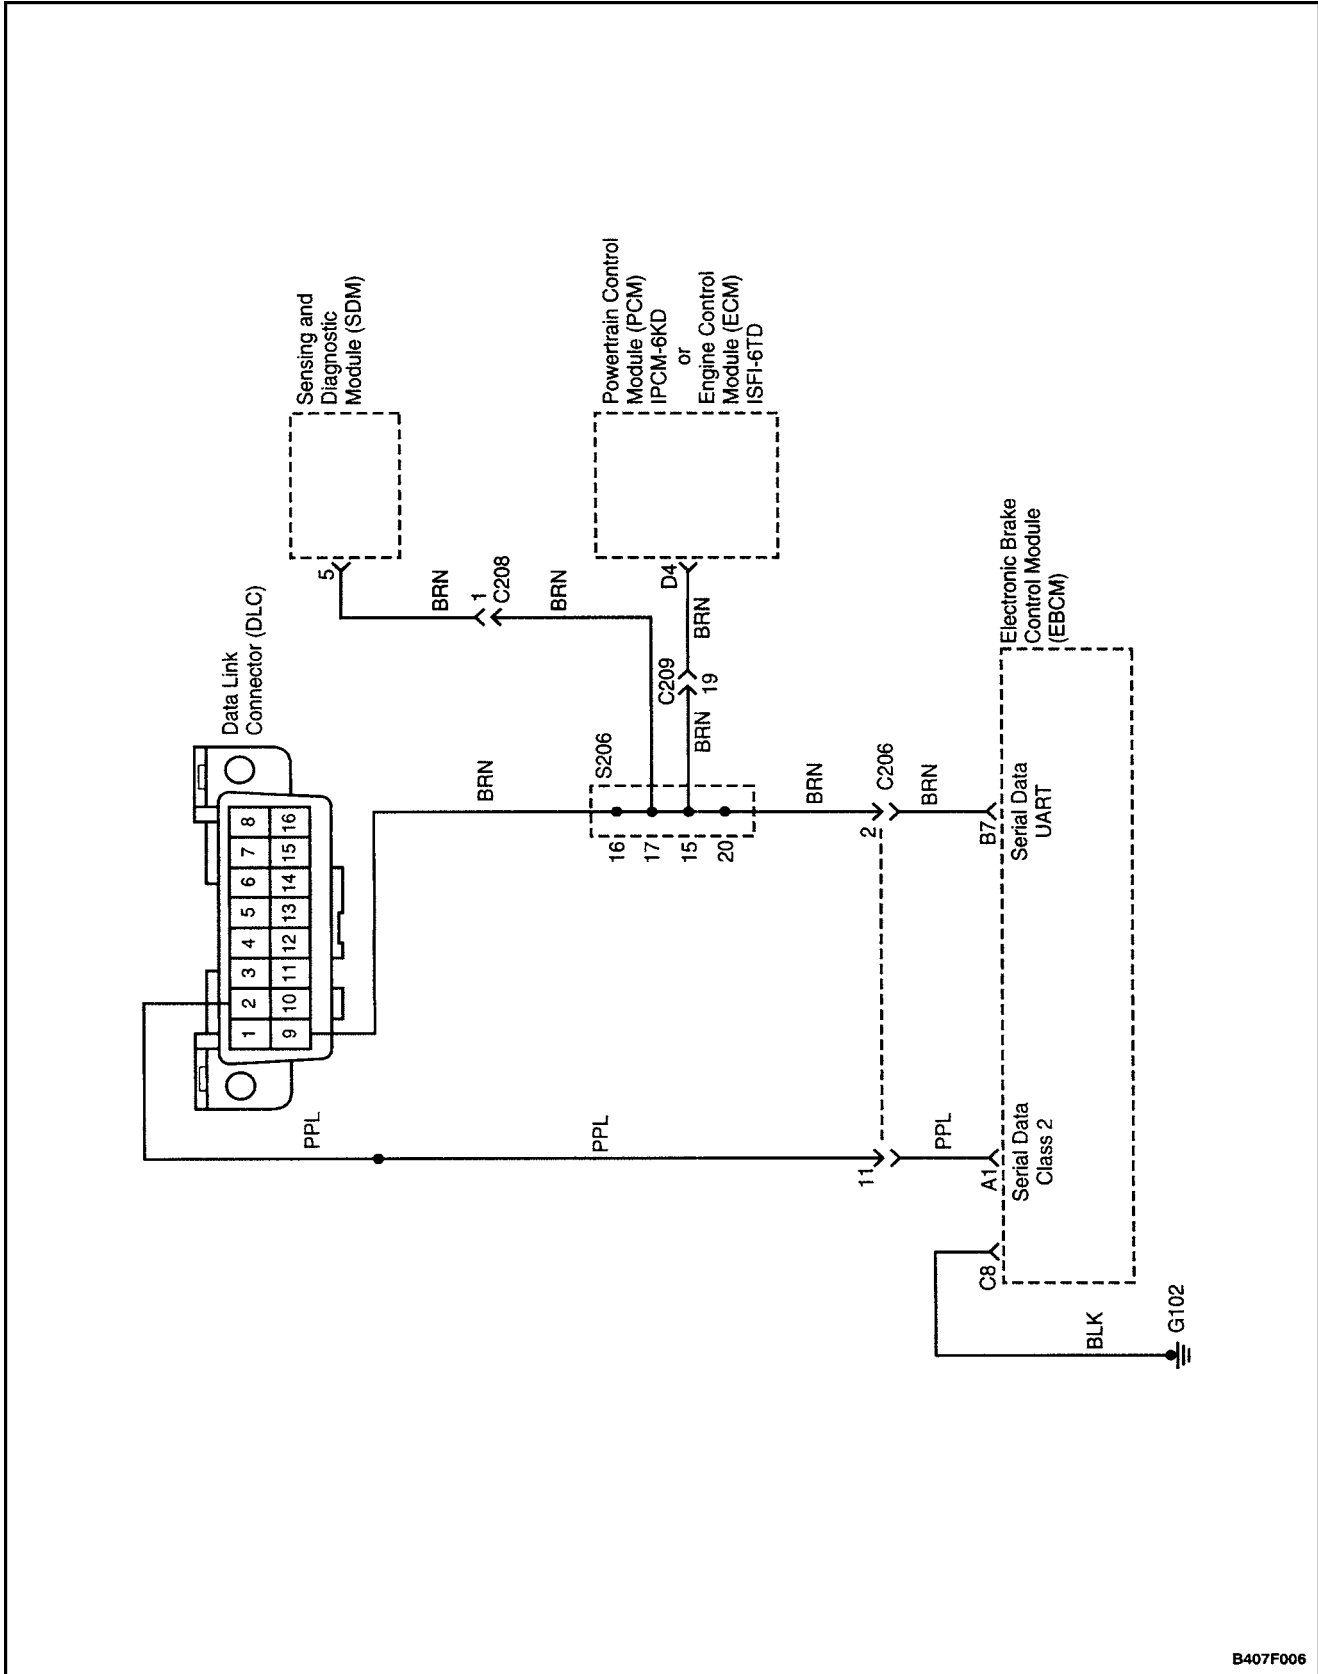 Data Link
Connector (DLC)
1 2 3 4 5 6 7 8
9 10 11 12 13 14 15 16
Sensing and
Diagnostic
Module (SDM)
5
BRN
1
C208
BRN
Powertrain Control
Module (PCM)
IPCM-6KD
or
Engine Control
Module (ECM)
ISFI-6TD
D4
BRN
C209
19
BRN
BRN
S206
16
17
15
20
BRN
2
C206
BRN
B7
PPL
PPL
11
PPL
A1
Electronic Brake
Control Module
(EBCM)
Serial Data
UART
Serial Data
Class 2
C8
BLK
G102
B407F006